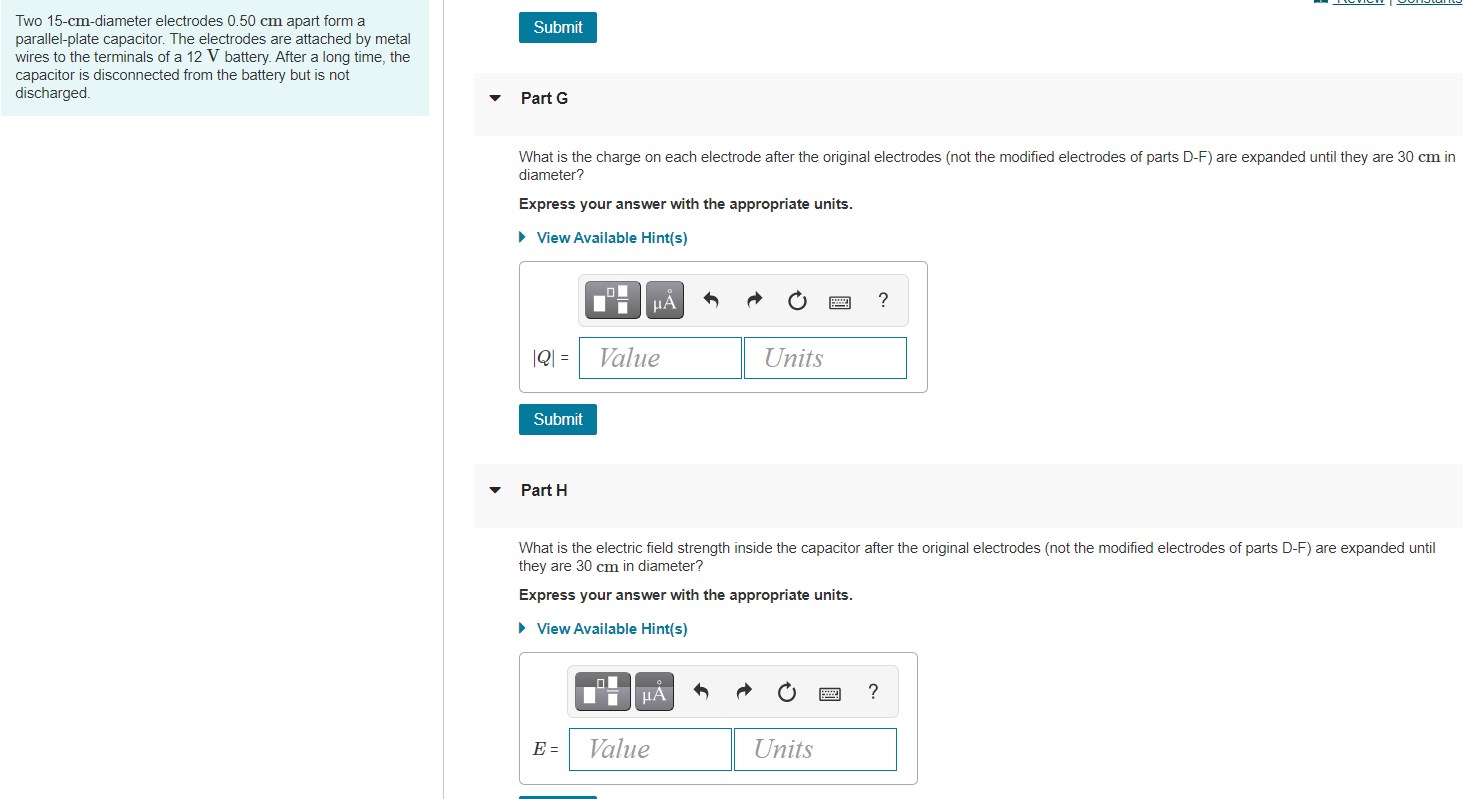 Two 15-cm-diameter electrodes 0.50 cm apart form a
parallel-plate capacitor. The electrodes are attached by metal
wires to the terminals of a 12 V battery. After a long time, the
capacitor is disconnected from the battery but is not
discharged.
Review | Constants
Submit
Part G
What is the charge on each electrode after the original electrodes (not the modified electrodes of parts D-F) are expanded until they are 30 cm in
diameter?
Express your answer with the appropriate units.
View Available Hint(s)
μÅ ?
|Q| = Value Units
Submit
Part H
What is the electric field strength inside the capacitor after the original electrodes (not the modified electrodes of parts D-F) are expanded until
they are 30 cm in diameter?
Express your answer with the appropriate units.
View Available Hint(s)
μÅ ?
E = Value Units